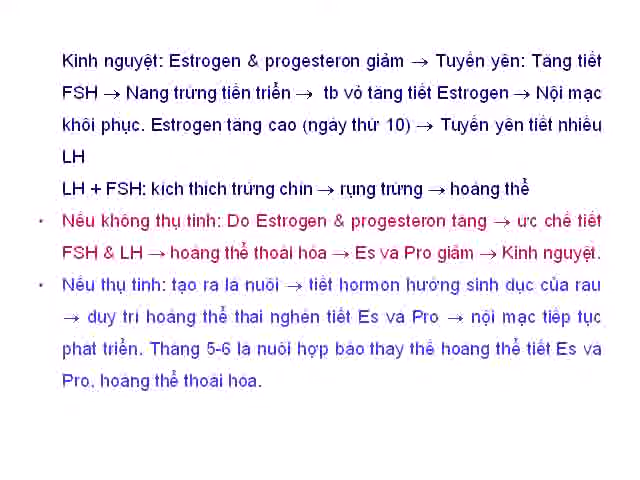 Kinh nguyệt: Estrogen & progesteron giảm → Tuyến yên: Tăng tiết
FSH → Nang trứng tiến triển → tb vỏ tăng tiết Estrogen → Nội mạc
khôi phục. Estrogen tăng cao (ngày thứ 10) → Tuyến yên tiết nhiều
LH
LH + FSH: kích thích trứng chín → rụng trứng → hoàng thể
• Nếu không thụ tinh: Do Estrogen & progesteron tăng → ức chế tiết
FSH & LH → hoàng thể thoái hóa → Es và Pro giảm → Kinh nguyệt.
• Nếu thụ tinh: tạo ra lá nuôi → tiết hormon hướng sinh dục của rau
→ duy trì hoàng thể thai nghén tiết Es và Pro → nội mạc tiếp tục
phát triển. Tháng 5-6 lá nuôi hợp bào thay thế hoàng thể tiết Es và
Pro, hoàng thể thoái hóa.